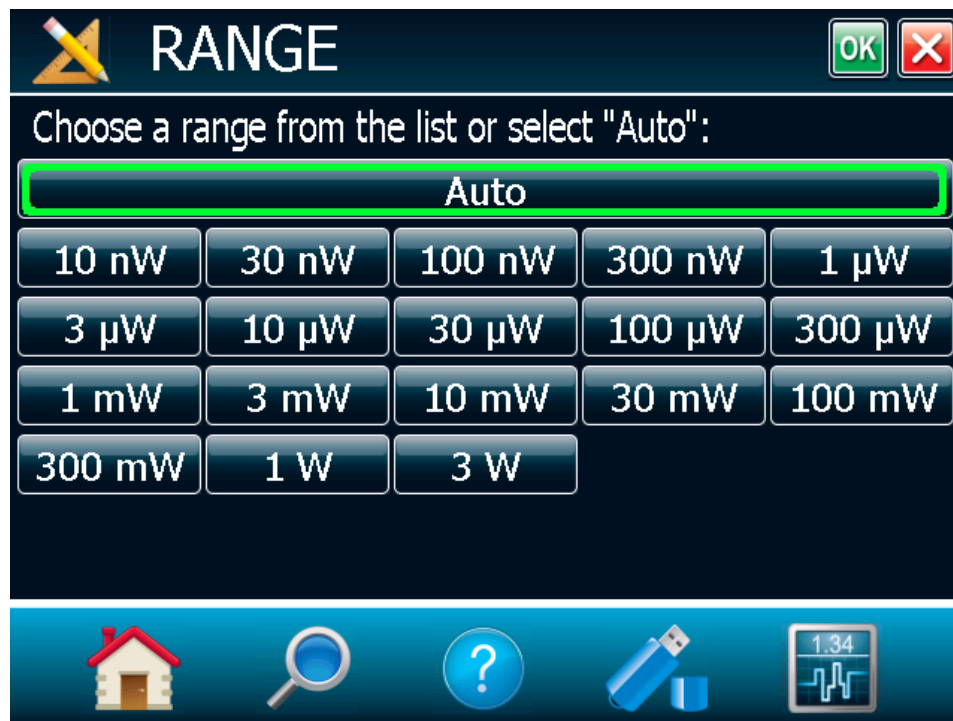 RANGE
OK
Choose a range from the list or select "Auto":
Auto
10 nW 30 nW 100 nW 300 nW 1 µW
3 µW 10 µW 30 µW 100 µW 300 µW
1 mW 3 mW 10 mW 30 mW 100 mW
300 mW 1 W 3 W
?
1.34